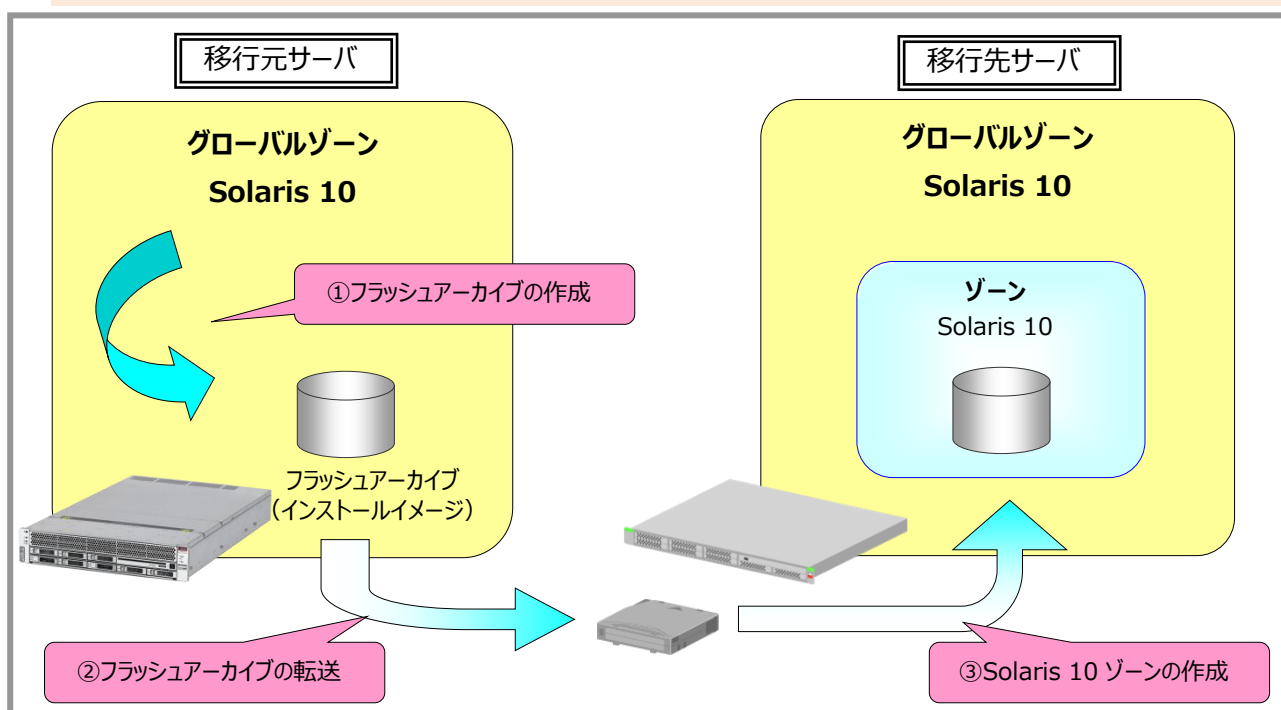 移行元サーバ
グローバルゾーン
Solaris 10
①フラッシュアーカイブの作成
フラッシュアーカイブ
（インストールイメージ）
②フラッシュアーカイブの転送
移行先サーバ
グローバルゾーン
Solaris 10
ゾーン
Solaris 10
③Solaris 10 ゾーンの作成